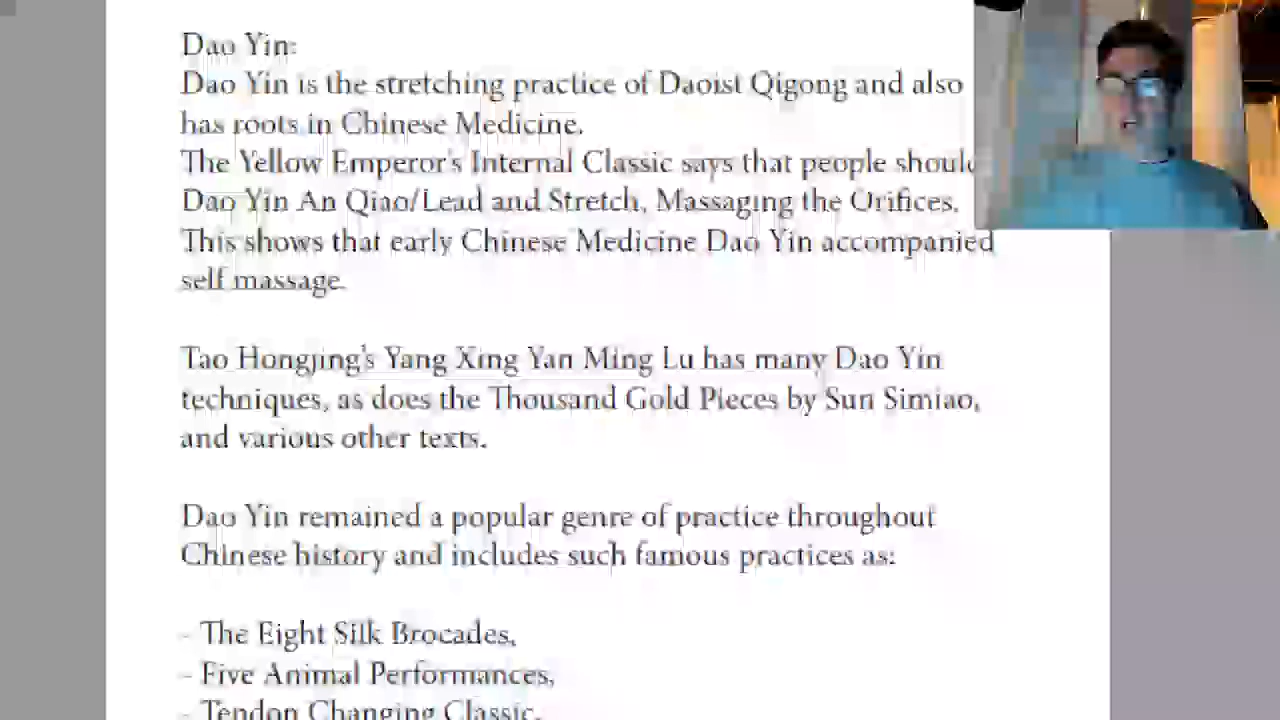 Dao Yin:
Dao Yin is the stretching practice of Daoist Qigong and also
has roots in Chinese Medicine.
The Yellow Emperor's Internal Classic says that people should
Dao Yin An Qiao/Lead and Stretch, Massaging the Orifices.
This shows that early Chinese Medicine Dao Yin accompanied
self massage.
Tao Hongjing's Yang Xing Yan Ming Lu has many Dao Yin
techniques, as does the Thousand Gold Pieces by Sun Simiao,
and various other texts.
Dao Yin remained a popular genre of practice throughout
Chinese history and includes such famous practices as:
- The Eight Silk Brocades,
- Five Animal Performances,
- Tendon Changing Classic,